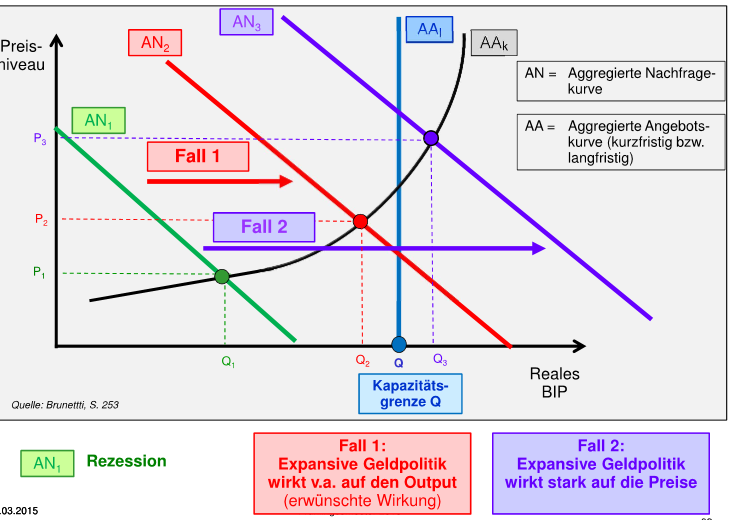 AN3
AAl
AN2
AAk
Preis-
niveau
AN = Aggregierte Nachfrage-
kurve
AN1
AA = Aggregierte Angebots-
kurve (kurzfristig bzw.
langfristig)
P3
Fall 1
P2
Fall 2
P1
Q1
Q2
Q
Q3
Reales
BIP
Kapazitäts-
grenze Q
Quelle: Brunettti, S. 253
AN1
Rezession
Fall 1:
Expansive Geldpolitik
wirkt v.a. auf den Output
(erwünschte Wirkung)
Fall 2:
Expansive Geldpolitik
wirkt stark auf die Preise
.03.2015